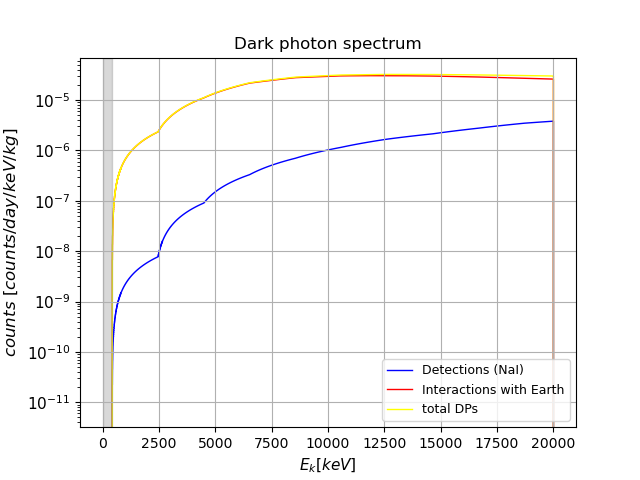 Dark photon spectrum
counts [counts/day/keV/kg]
10⁻⁵
10⁻⁶
10⁻⁷
10⁻⁸
10⁻⁹
10⁻¹⁰
10⁻¹¹
Detections (NaI)
Interactions with Earth
total DPs
0 2500 5000 7500 10000 12500 15000 17500 20000
Eₖ[keV]